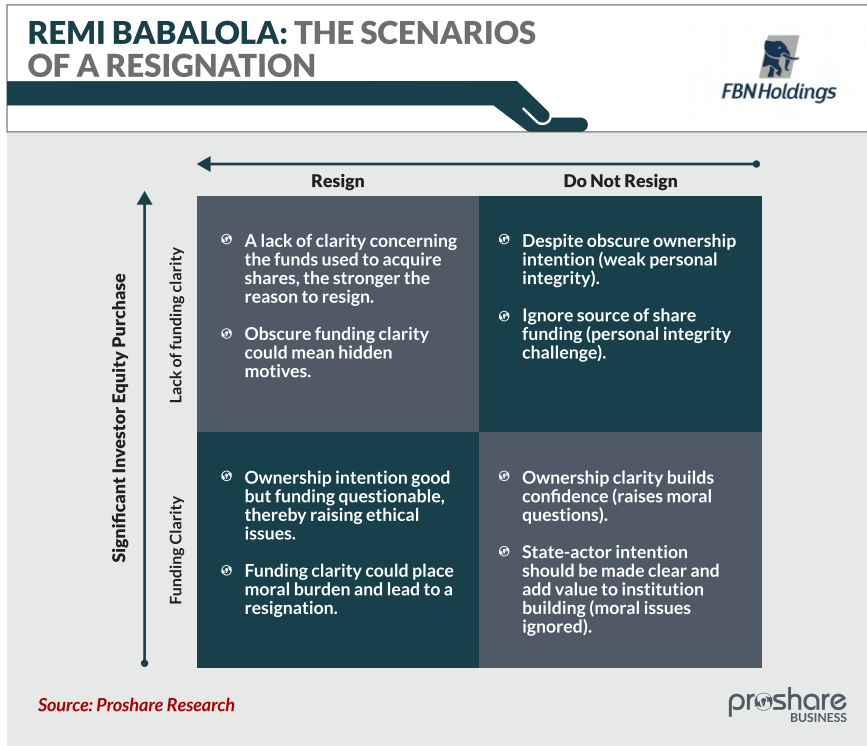 REMI BABALOLA: THE SCENARIOS
OF A RESIGNATION
FBNHoldings
Resign
Do Not Resign
Significant Investor Equity Purchase
Lack of funding clarity
A lack of clarity concerning
the funds used to acquire
shares, the stronger the
reason to resign.
Obscure funding clarity
could mean hidden
motives.
Despite obscure ownership
intention (weak personal
integrity).
Ignore source of share
funding (personal integrity
challenge).
Funding Clarity
Ownership intention good
but funding questionable,
thereby raising ethical
issues.
Funding clarity could place
moral burden and lead to a
resignation.
Ownership clarity builds
confidence (raises moral
questions).
State-actor intention
should be made clear and
add value to institution
building (moral issues
ignored).
Source: Proshare Research
proshare
BUSINESS